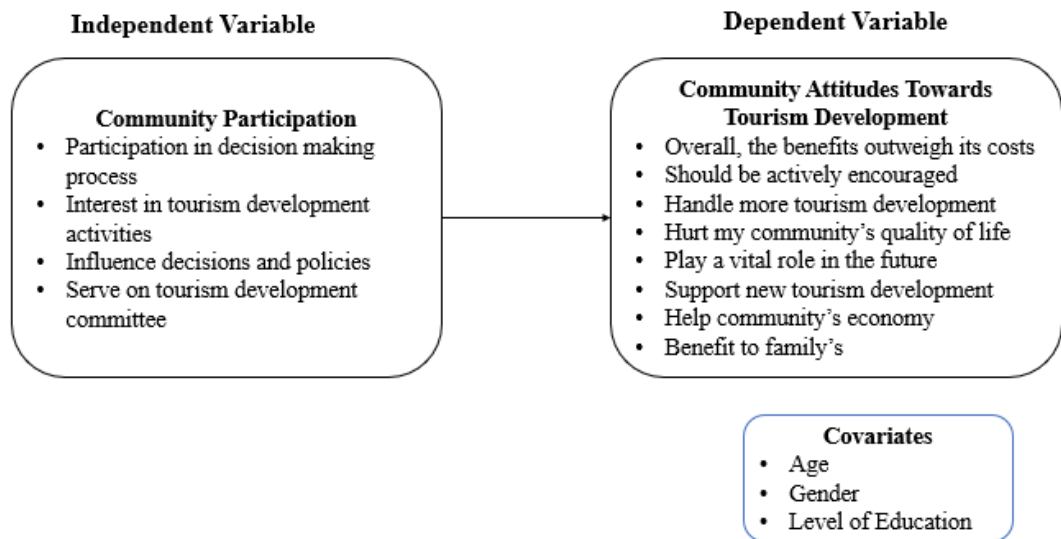 Independent Variable
Community Participation
• Participation in decision making
process
• Interest in tourism development
activities
• Influence decisions and policies
• Serve on tourism development
committee
Dependent Variable
Community Attitudes Towards
Tourism Development
• Overall, the benefits outweigh its costs
• Should be actively encouraged
• Handle more tourism development
• Hurt my community's quality of life
• Play a vital role in the future
• Support new tourism development
• Help community's economy
• Benefit to family's
Covariates
• Age
• Gender
• Level of Education